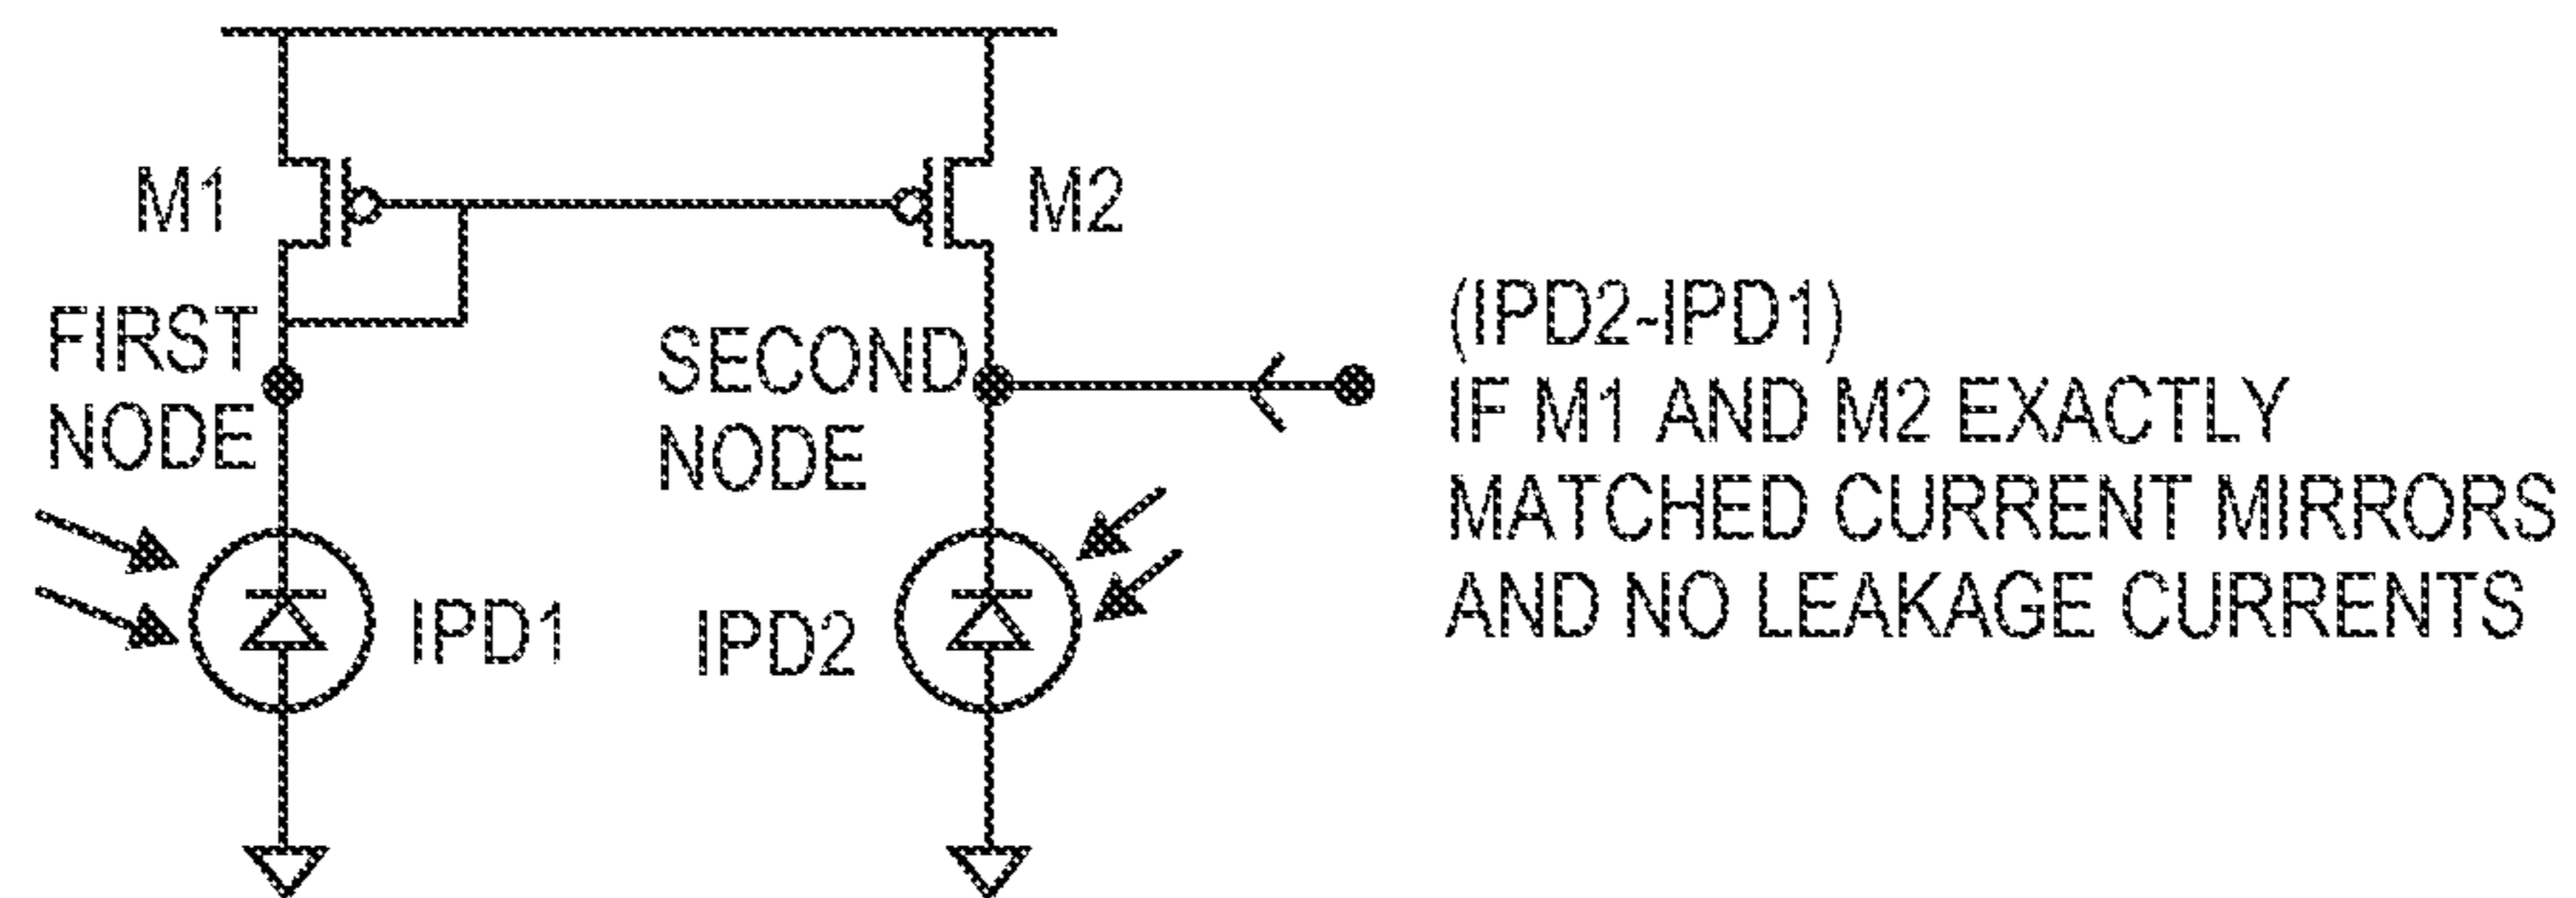 M1
M2
FIRST
NODE
SECOND
NODE
(IPD2-IPD1)
IF M1 AND M2 EXACTLY
MATCHED CURRENT MIRRORS
AND NO LEAKAGE CURRENTS
IPD1
IPD2